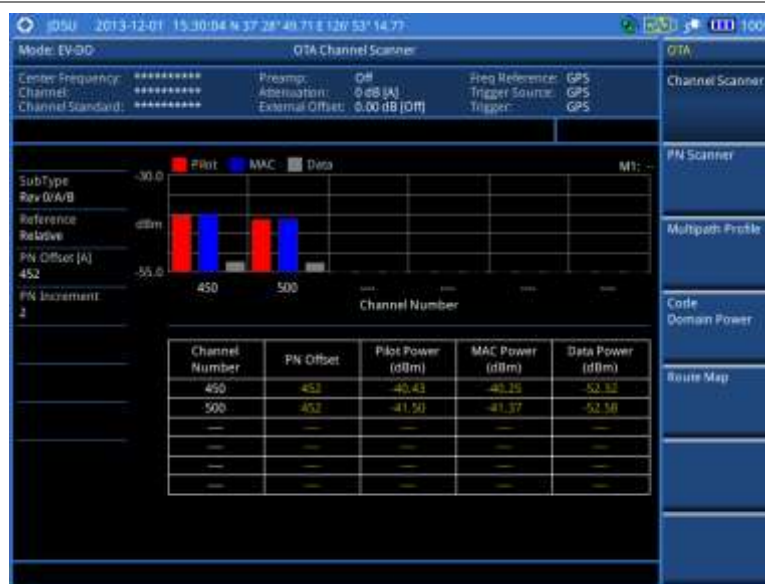 JDSU 2013-12-01 15:30:04 N 37° 28' 49.71 E 126° 53' 14.77 100%
Mode: EV-DO OTA Channel Scanner
Center Frequency: **********
Channel: **********
Channel Standard: **********
Preamp: Off
Attenuation: 0 dB [A]
External Offset: 0.00 dB [Off]
Freq Reference: GPS
Trigger Source: GPS
Trigger: GPS
SubType
Rev 0/A/B
Reference
Relative
PN Offset [A]
452
PN Increment
2
Pilot MAC Data M1: --
-30.0
dBm
-55.0
450 500 ---- ---- ---- ----
Channel Number
Channel Number PN Offset Pilot Power (dBm) MAC Power (dBm) Data Power (dBm)
450 452 -40.43 -40.25 -52.32
500 452 -41.50 -41.37 -52.58
--- --- --- --- ---
--- --- --- --- ---
--- --- --- --- ---
--- --- --- --- ---
OTA
Channel Scanner
PN Scanner
Multipath Profile
Code
Domain Power
Route Map